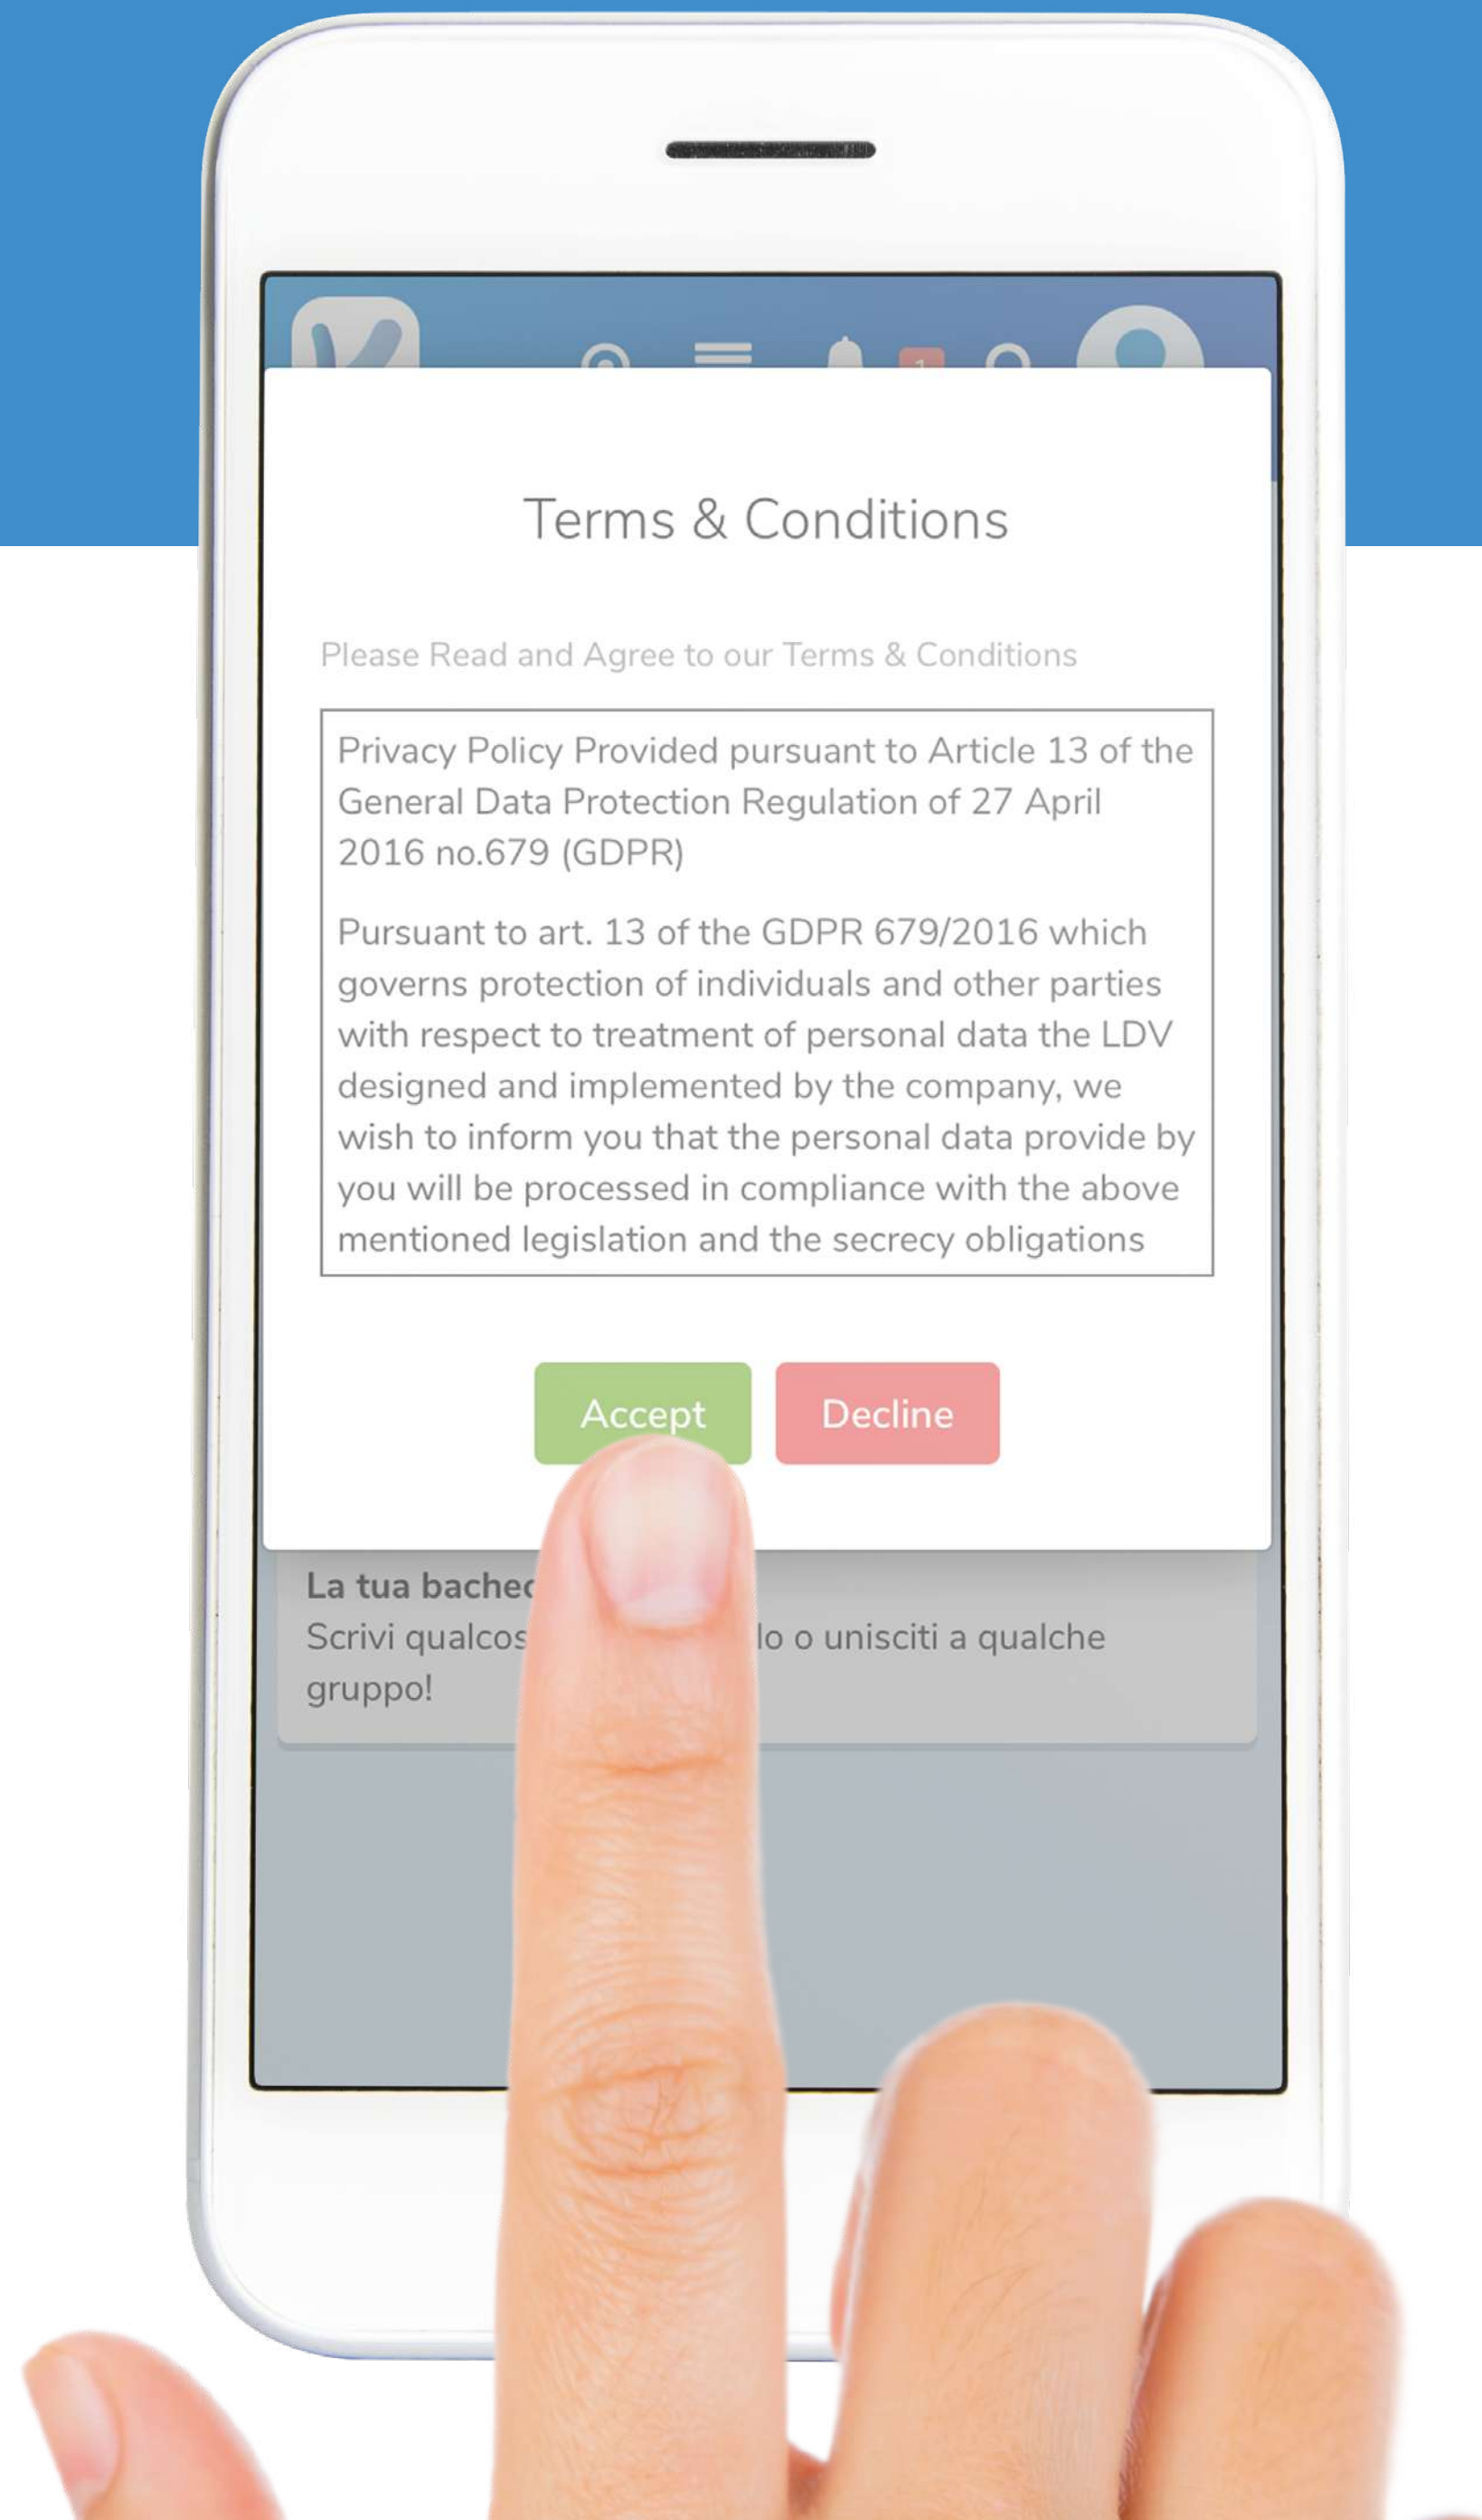 1
Terms & Conditions
Please Read and Agree to our Terms & Conditions
Privacy Policy Provided pursuant to Article 13 of the
General Data Protection Regulation of 27 April
2016 no.679 (GDPR)
Pursuant to art. 13 of the GDPR 679/2016 which
governs protection of individuals and other parties
with respect to treatment of personal data the LDV
designed and implemented by the company, we
wish to inform you that the personal data provide by
you will be processed in compliance with the above
mentioned legislation and the secrecy obligations
Accept Decline
La tua
Scrivi lo o unisciti a qualche
gruppo!